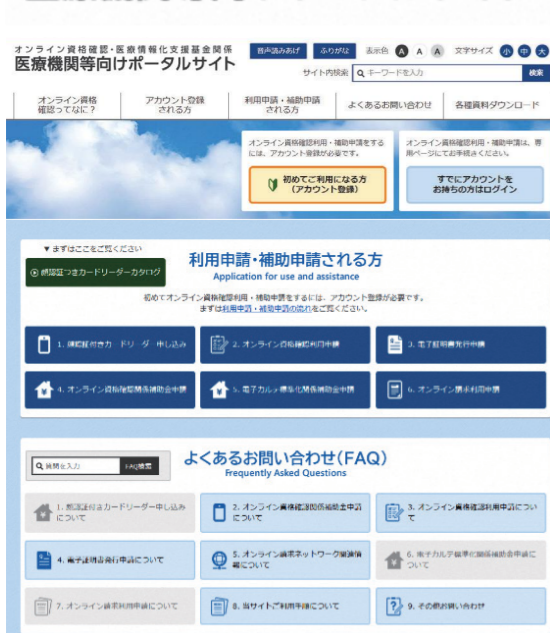 オンライン資格確認・医療情報化支援基金関係
医療機関等向けポータルサイト
音声読みあげ ふりがな 表示色 A A A 文字サイズ 小 中 大
サイト内検索 キーワードを入力 検索
オンライン資格
確認ってなに?
アカウント登録
される方
利用申請・補助申請
される方
よくあるお問い合わせ
各種資料ダウンロード
オンライン資格確認利用・補助申請をする
には、アカウント登録が必要です。
初めてご利用になる方
(アカウント登録)
オンライン資格確認利用・補助申請は、専
用ページにてお手続きください。
すでにアカウントを
お持ちの方はログイン
▼まずはここをご覧ください
顔認証つきカードリーダーカタログ
利用申請・補助申請される方
Application for use and assistance
初めてオンライン資格確認利用・補助申請をするには、アカウント登録が必要です。
まずは利用申請・補助申請の流れをご覧ください。
1. 顔認証付きカードリーダー申し込み
2. オンライン資格確認利用申請
3. 電子証明書発行申請
4. オンライン資格確認関係補助金申請
5. 電子カルテ標準化関係補助金申請
6. オンライン請求利用申請
質問を入力 FAQ検索
よくあるお問い合わせ(FAQ)
Frequently Asked Questions
1. 顔認証付きカードリーダー申し込み
について
2. オンライン資格確認関係補助金申請
について
3. オンライン資格確認利用申請につい
て
4. 電子証明書発行申請について
5. オンライン請求ネットワーク関連情
報について
6. 電子カルテ標準化関係補助金申請に
ついて
7. オンライン請求利用申請について
8. 当サイトご利用手順について
9. その他お問い合わせ